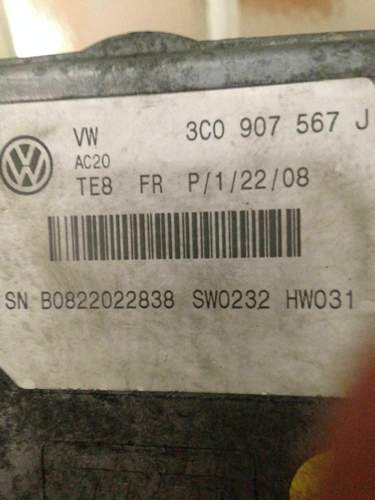 VW 3C0 907 567 J
AC20
TE8 FR P/1/22/08
SN B0822022838 SW0232 HW031